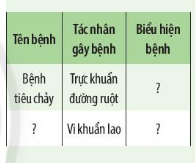 Tên bệnh
Tác nhân
gây bệnh
Biểu hiện
bệnh
Bệnh
tiêu chảy
Trực khuẩn
đường ruột
?
?
Vi khuẩn lao
?